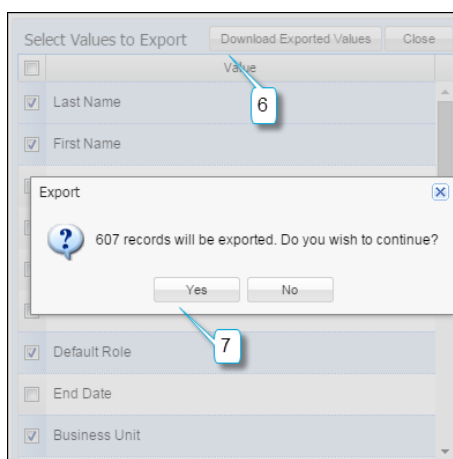 Select Values to Export Download Exported Values Close
Value
6
Last Name
First Name
Export
607 records will be exported. Do you wish to continue?
Yes No
7
Default Role
End Date
Business Unit